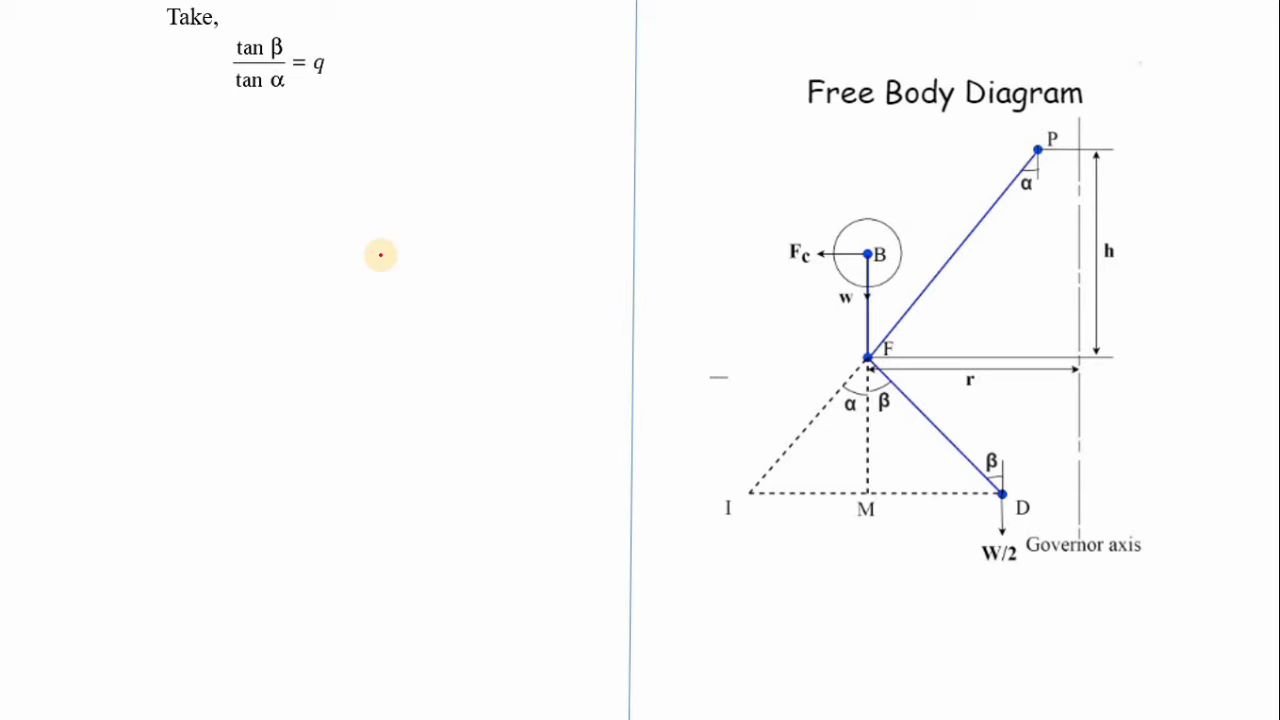 Take,
tan β
= q
tan α
Free Body Diagram
P
α
B
Fc
h
w
F
r
α
β
β
I
M
D
W/2
Governor axis